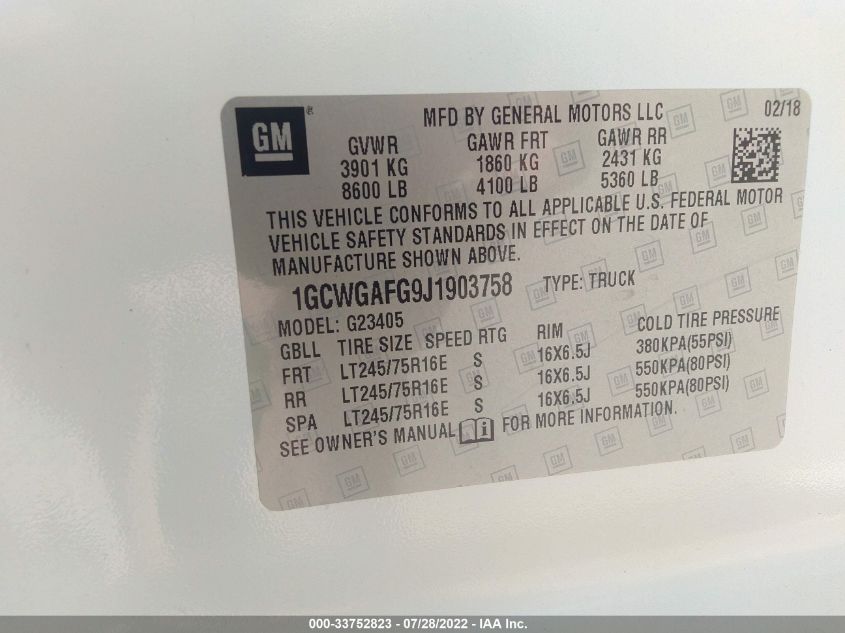 GM ®
MFD BY GENERAL MOTORS LLC 02/18
GVWR GAWR FRT GAWR RR
3901 KG 1860 KG 2431 KG
8600 LB 4100 LB 5360 LB
THIS VEHICLE CONFORMS TO ALL APPLICABLE U.S. FEDERAL MOTOR
VEHICLE SAFETY STANDARDS IN EFFECT ON THE DATE OF
MANUFACTURE SHOWN ABOVE.
1GCWGAFG9J1903758 TYPE: TRUCK
MODEL: G23405
GBLL TIRE SIZE SPEED RTG RIM COLD TIRE PRESSURE
FRT LT245/75R16E S 16X6.5J 380KPA(55PSI)
RR LT245/75R16E S 16X6.5J 550KPA(80PSI)
SPA LT245/75R16E S 16X6.5J 550KPA(80PSI)
SEE OWNER'S MANUAL i FOR MORE INFORMATION.
000-33752823 - 07/28/2022 - IAA Inc.